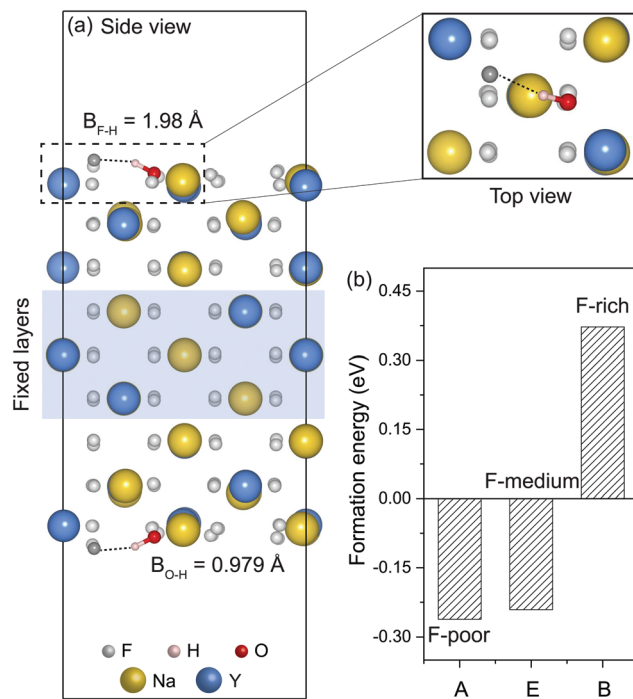 (a) Side view
B_F-H = 1.98 Å
Top view
Fixed layers
B_O-H = 0.979 Å
F H O
Na Y
(b)
Formation energy (eV)
0.45
0.30
0.15
0.00
-0.15
-0.30
F-rich
F-medium
F-poor
A E B